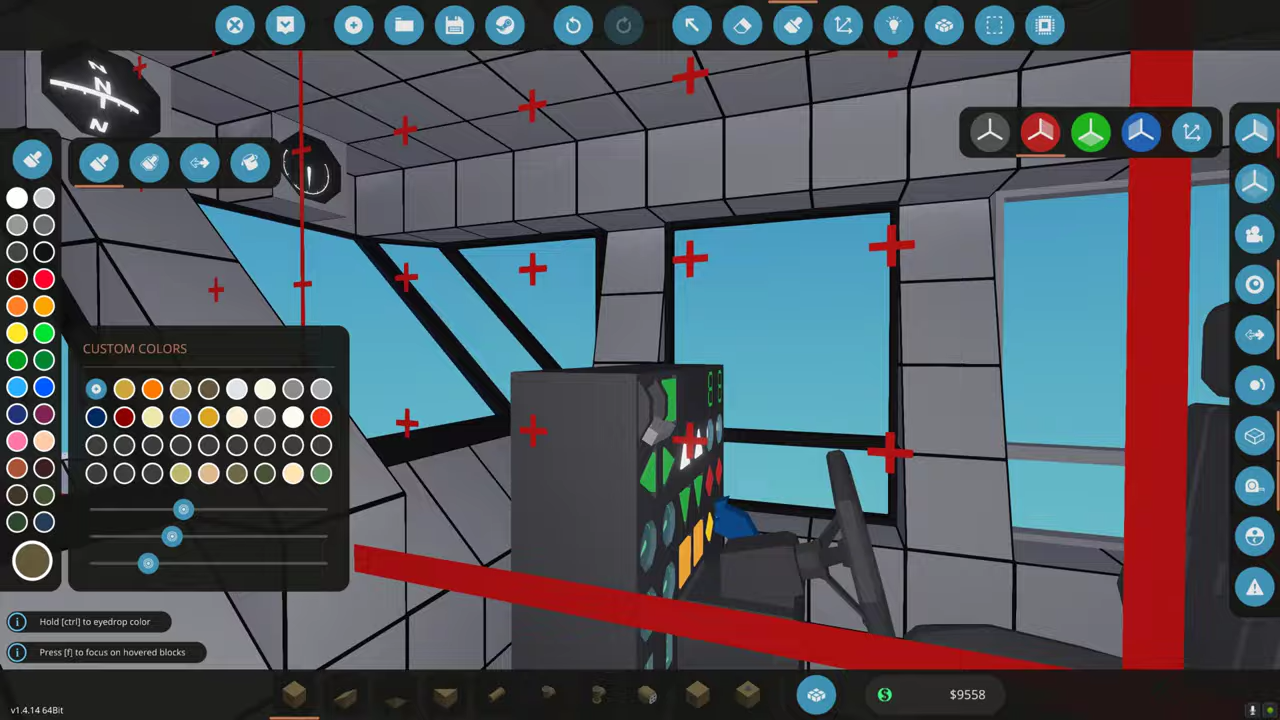 N
N
N
CUSTOM COLORS
Hold [ctrl] to eyedrop color
Press [f] to focus on hovered blocks
$
$9558
v1.4.14 64Bit